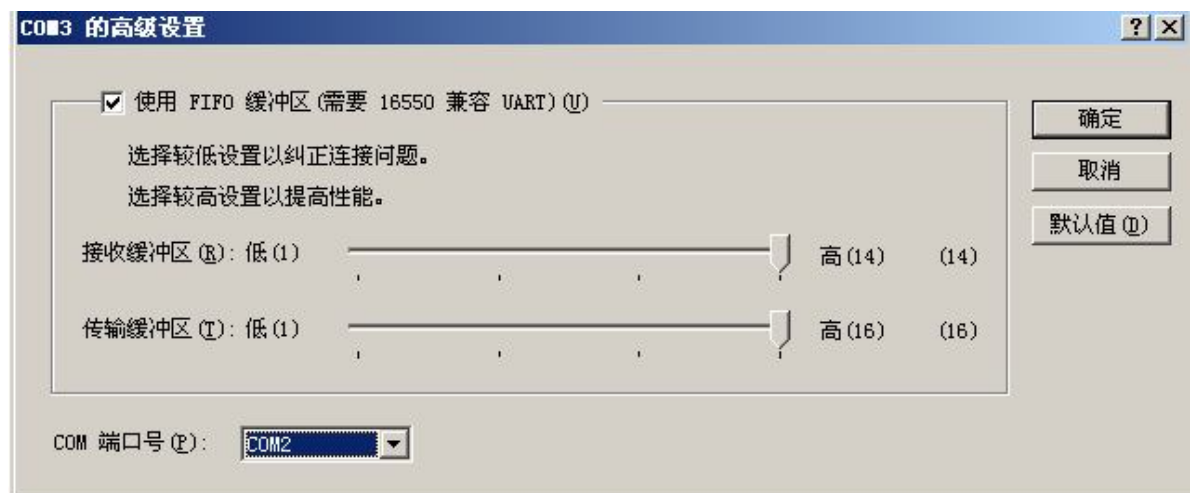 COM3 的高级设置
使用 FIFO 缓冲区(需要 16550 兼容 UART)(U)
选择较低设置以纠正连接问题。
选择较高设置以提高性能。
接收缓冲区(R): 低(1) 高(14) (14)
传输缓冲区(T): 低(1) 高(16) (16)
COM 端口号(P): COM2
确定
取消
默认值(D)